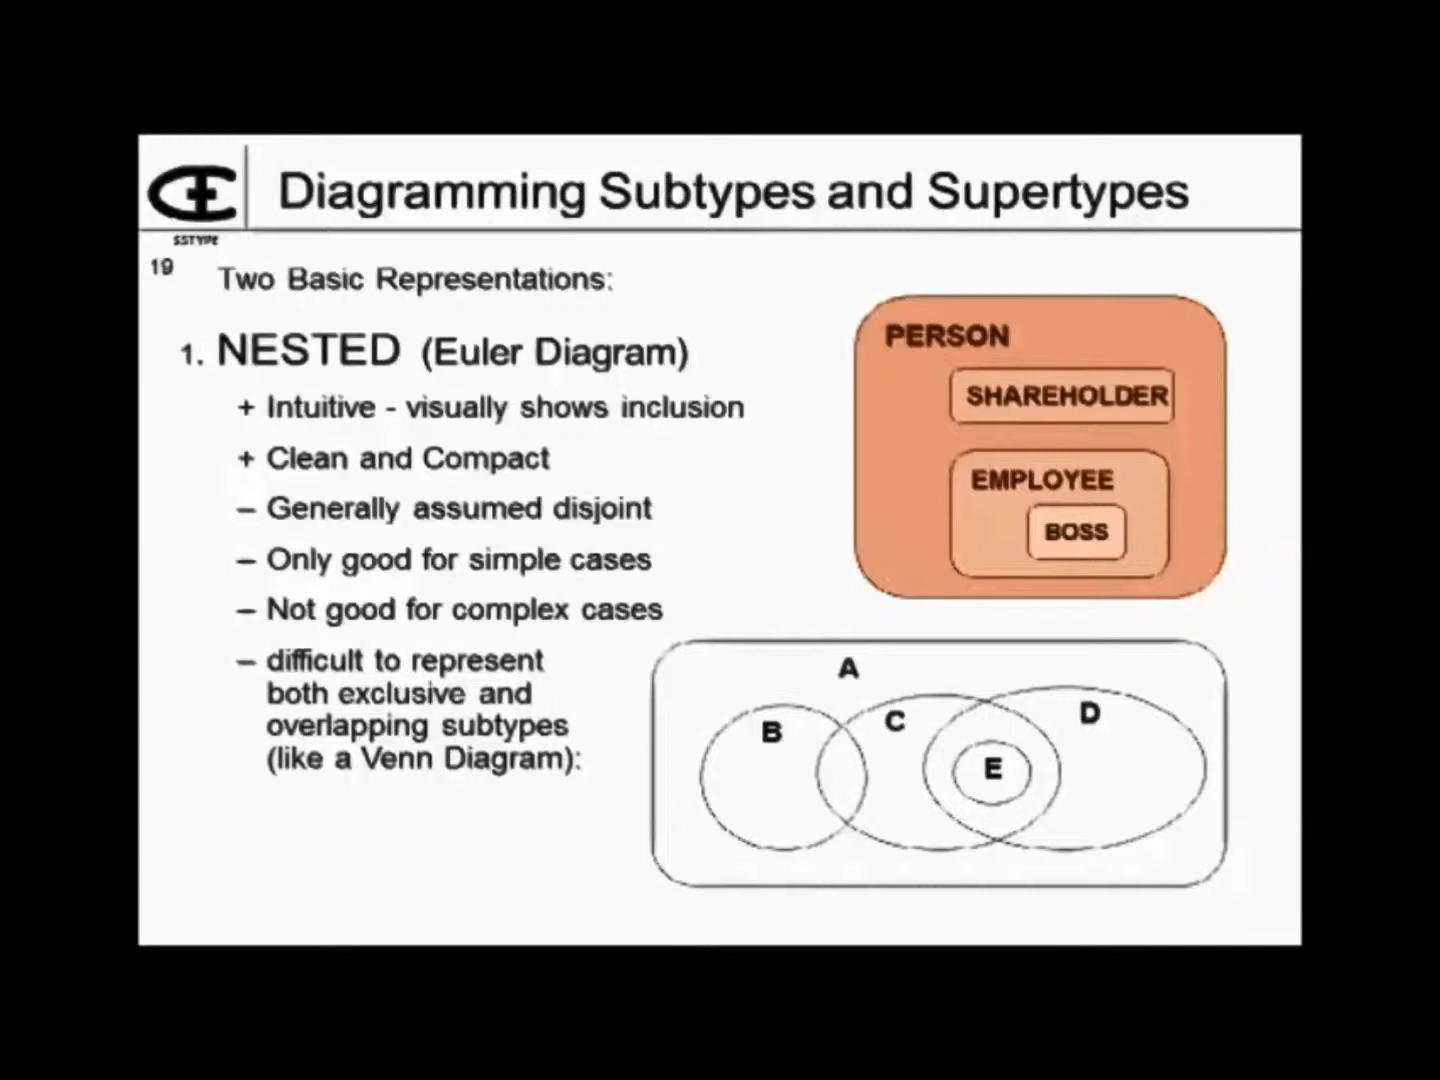 Diagramming Subtypes and Supertypes
SSTYPE
19
Two Basic Representations:
1. NESTED (Euler Diagram)
+ Intuitive - visually shows inclusion
+ Clean and Compact
– Generally assumed disjoint
– Only good for simple cases
– Not good for complex cases
– difficult to represent
both exclusive and
overlapping subtypes
(like a Venn Diagram):
PERSON
SHAREHOLDER
EMPLOYEE
BOSS
A
B
C
D
E